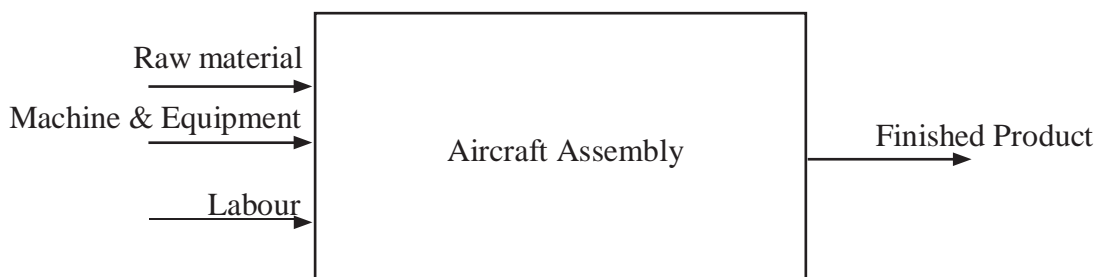 Raw material
Machine & Equipment
Labour
Aircraft Assembly
Finished Product